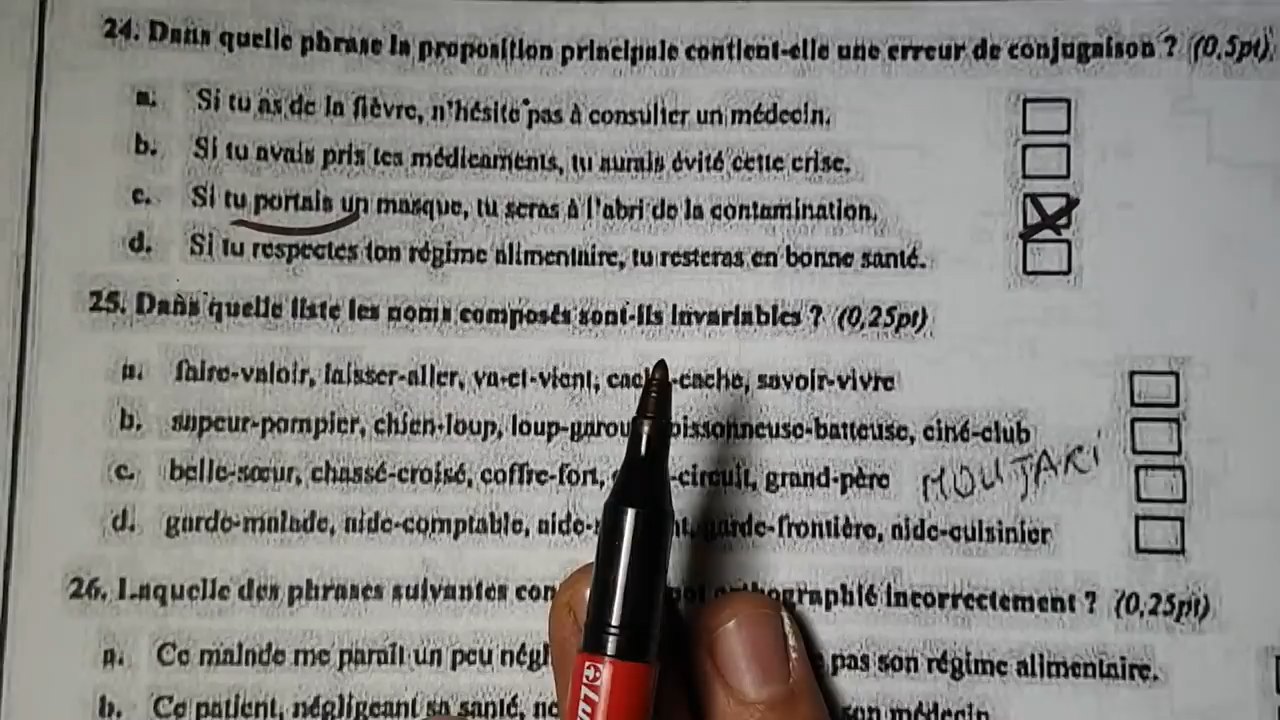 24. Dans quelle phrase la proposition principale contient-elle une erreur de conjugaison ? (0,5pt)
a. Si tu as de la fièvre, n'hésite pas à consulter un médecin.
b. Si tu avais pris tes médicaments, tu aurais évité cette crise.
c. Si tu portais un masque, tu seras à l'abri de la contamination.
d. Si tu respectes ton régime alimentaire, tu resteras en bonne santé.
25. Dans quelle liste les noms composés sont-ils invariables ? (0,25pt)
a. faire-valoir, laisser-aller, va-et-vient, cache-cache, savoir-vivre
b. sapeur-pompier, chien-loup, loup-garou, moissonneuse-batteuse, ciné-club
c. belle-sœur, chassé-croisé, coffre-fort, -circuit, grand-père MOUJARI
d. garde-malade, aide-comptable, aide- garde-frontière, aide-cuisinier
26. Laquelle des phrases suivantes orthographié incorrectement ? (0,25pt)
a. Ce malade me paraît un peu pas son régime alimentaire.
b. Ce patient, négligeant sa santé, son médecin.